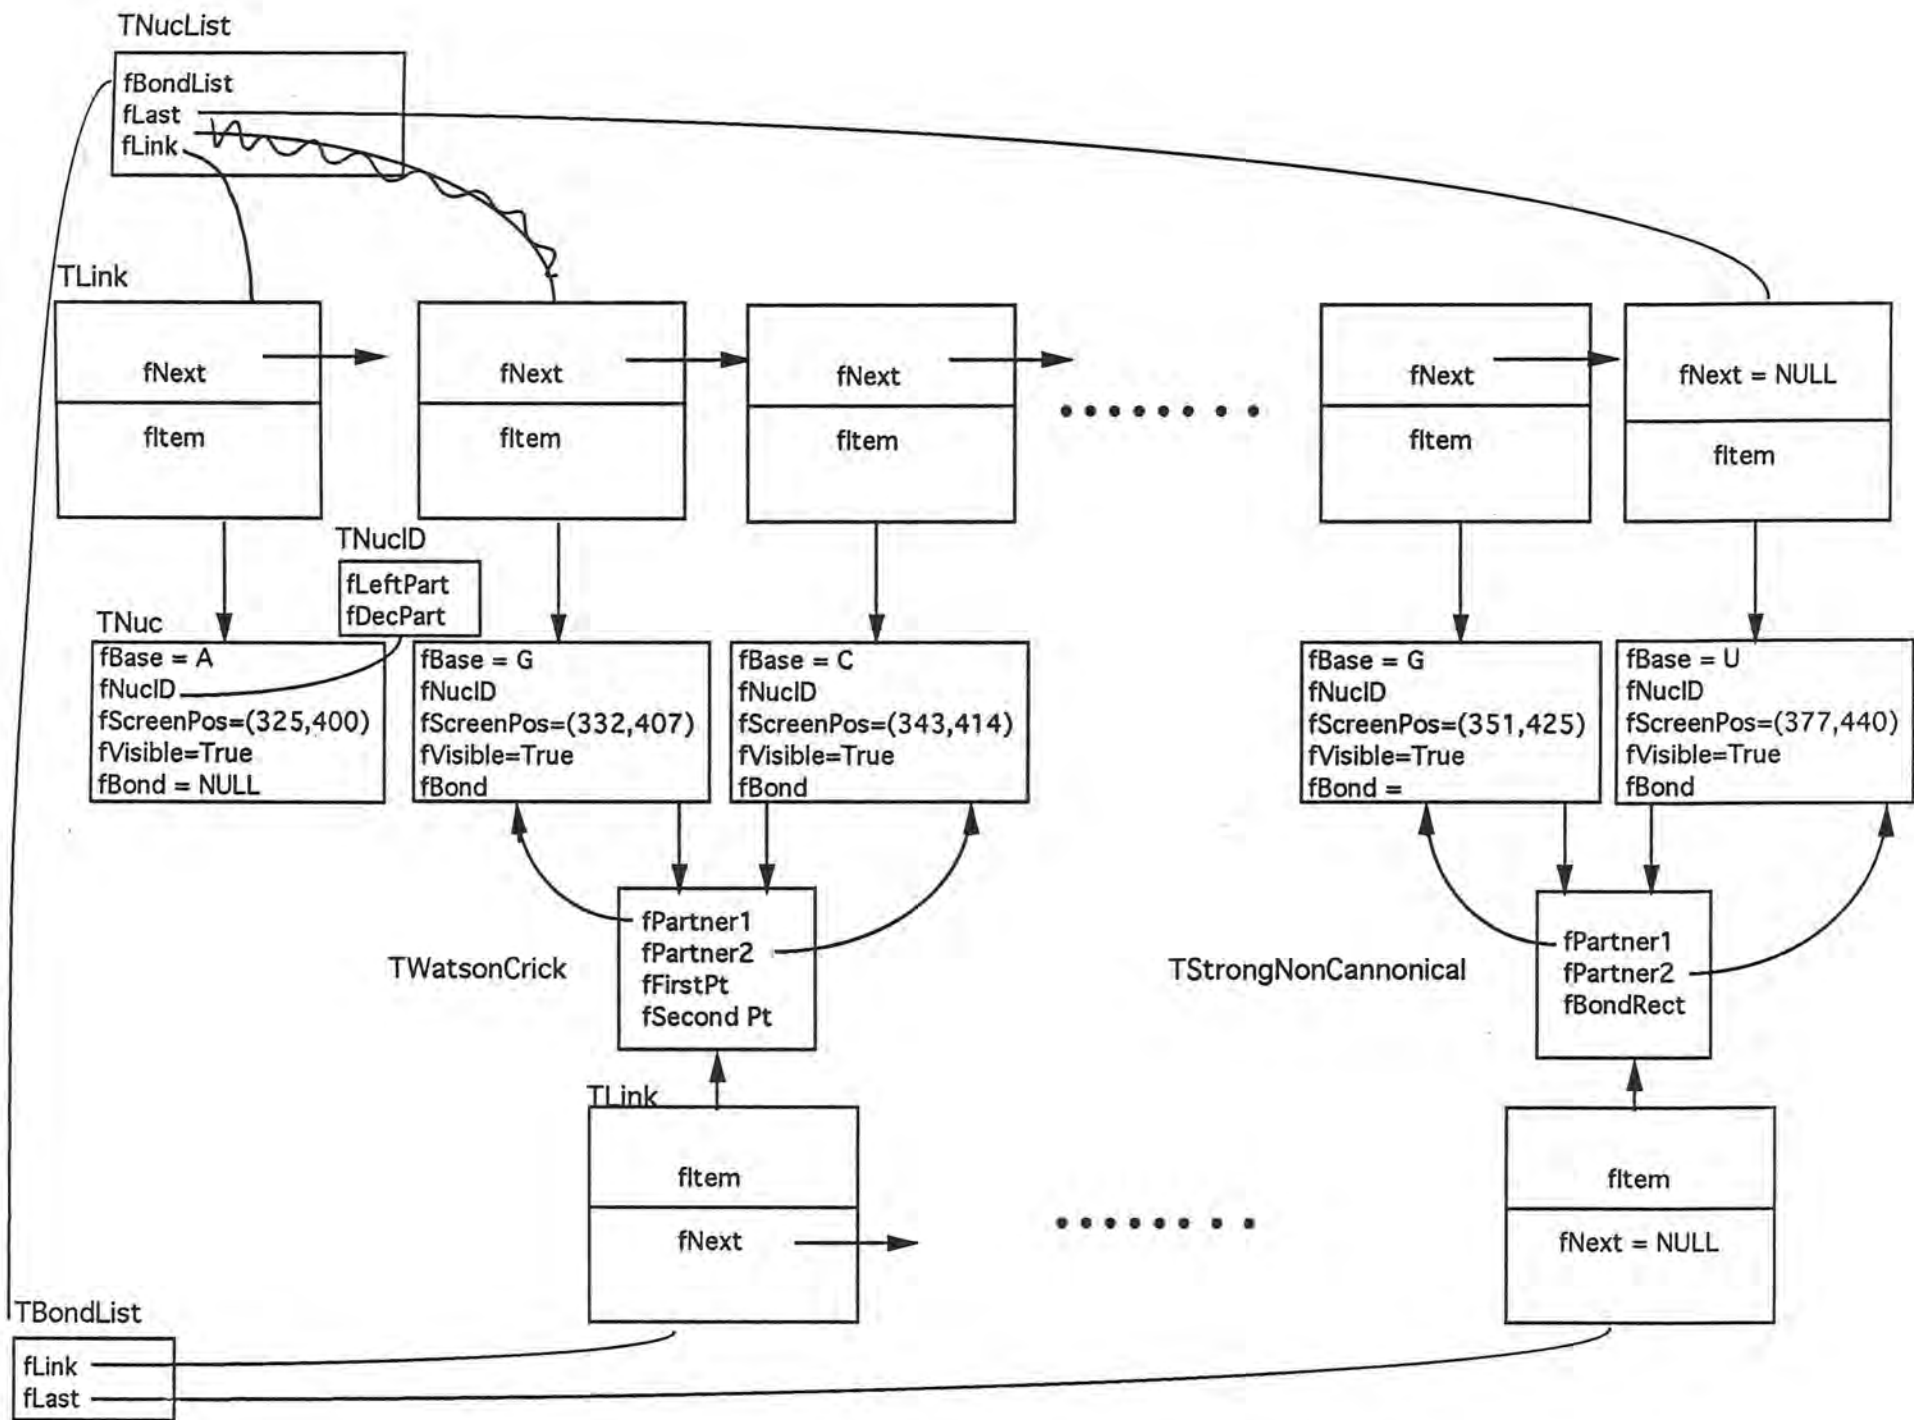 TNucList
fBondList
fLast
fLink
TLink
fNext
fItem
fNext
fItem
fNext
fItem
fNext
fItem
fNext = NULL
fItem
TNucID
fLeftPart
fDecPart
TNuc
fBase = A
fNucID
fScreenPos=(325,400)
fVisible=True
fBond = NULL
fBase = G
fNucID
fScreenPos=(332,407)
fVisible=True
fBond
fBase = C
fNucID
fScreenPos=(343,414)
fVisible=True
fBond
fBase = G
fNucID
fScreenPos=(351,425)
fVisible=True
fBond =
fBase = U
fNucID
fScreenPos=(377,440)
fVisible=True
fBond
TWatsonCrick
fPartner1
fPartner2
fFirstPt
fSecond Pt
TStrongNonCannonical
fPartner1
fPartner2
fBondRect
TLink
fItem
fNext
fItem
fNext = NULL
TBondList
fLink
fLast